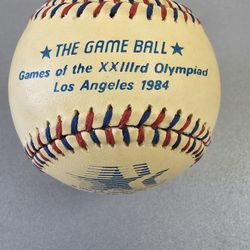 ★ THE GAME BALL ★
Games of the XXIIIrd Olympiad
Los Angeles 1984